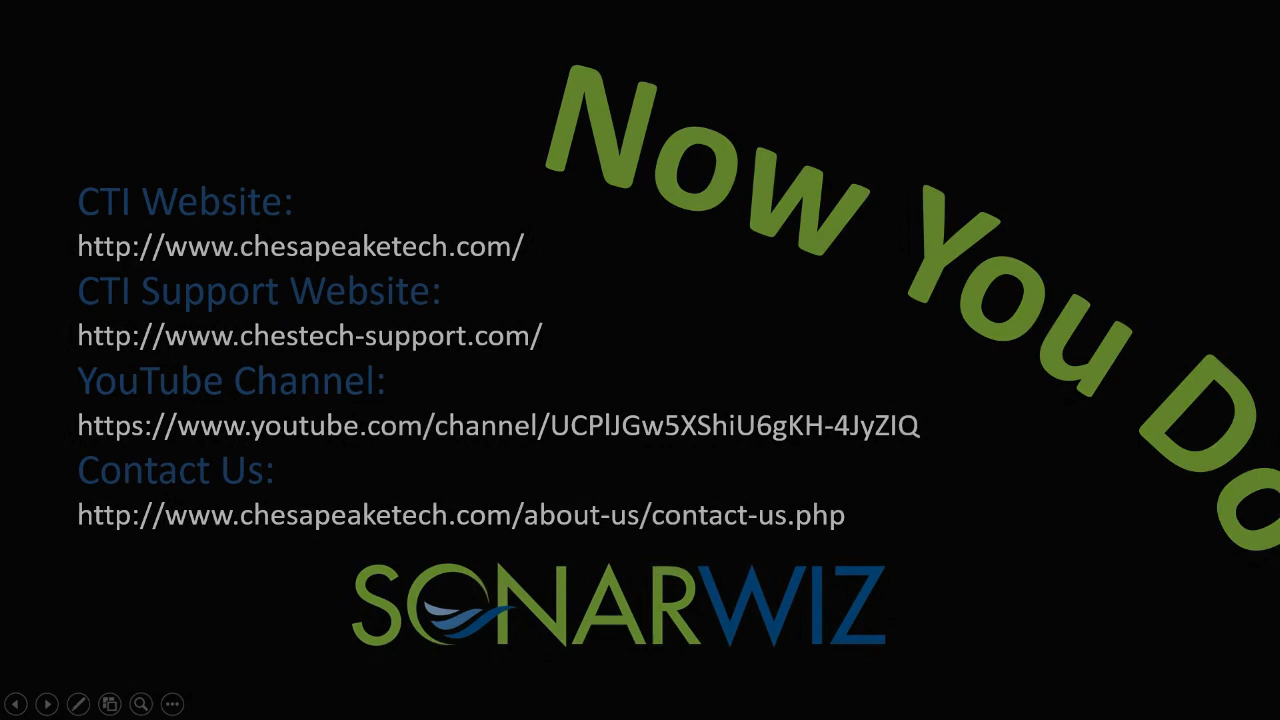 Now You Do
CTI Website:
http://www.chesapeaketech.com/
CTI Support Website:
http://www.chestech-support.com/
YouTube Channel:
https://www.youtube.com/channel/UCPlJGw5XShiU6gKH-4JyZIQ
Contact Us:
http://www.chesapeaketech.com/about-us/contact-us.php
SONARWIZ